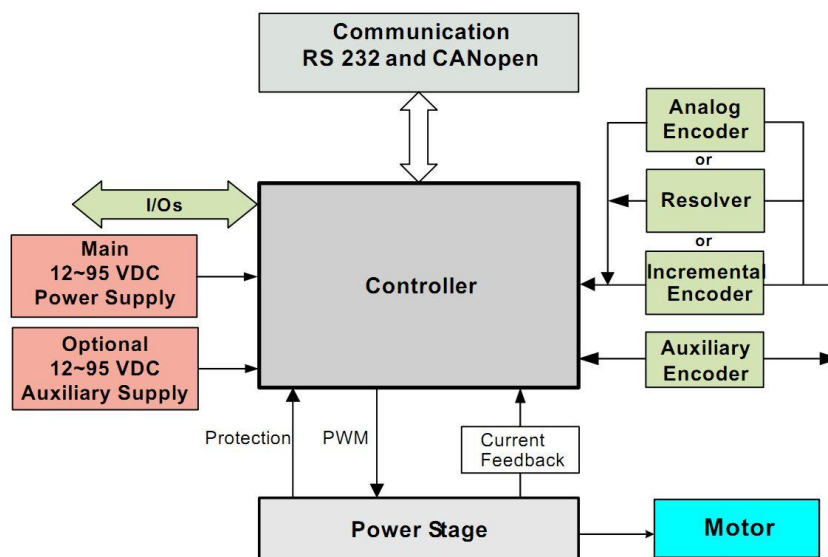 Communication
RS 232 and CANopen
Analog
Encoder
or
Resolver
or
Incremental
Encoder
Auxiliary
Encoder
I/Os
Main
12~95 VDC
Power Supply
Optional
12~95 VDC
Auxiliary Supply
Controller
Protection
PWM
Current
Feedback
Power Stage
Motor